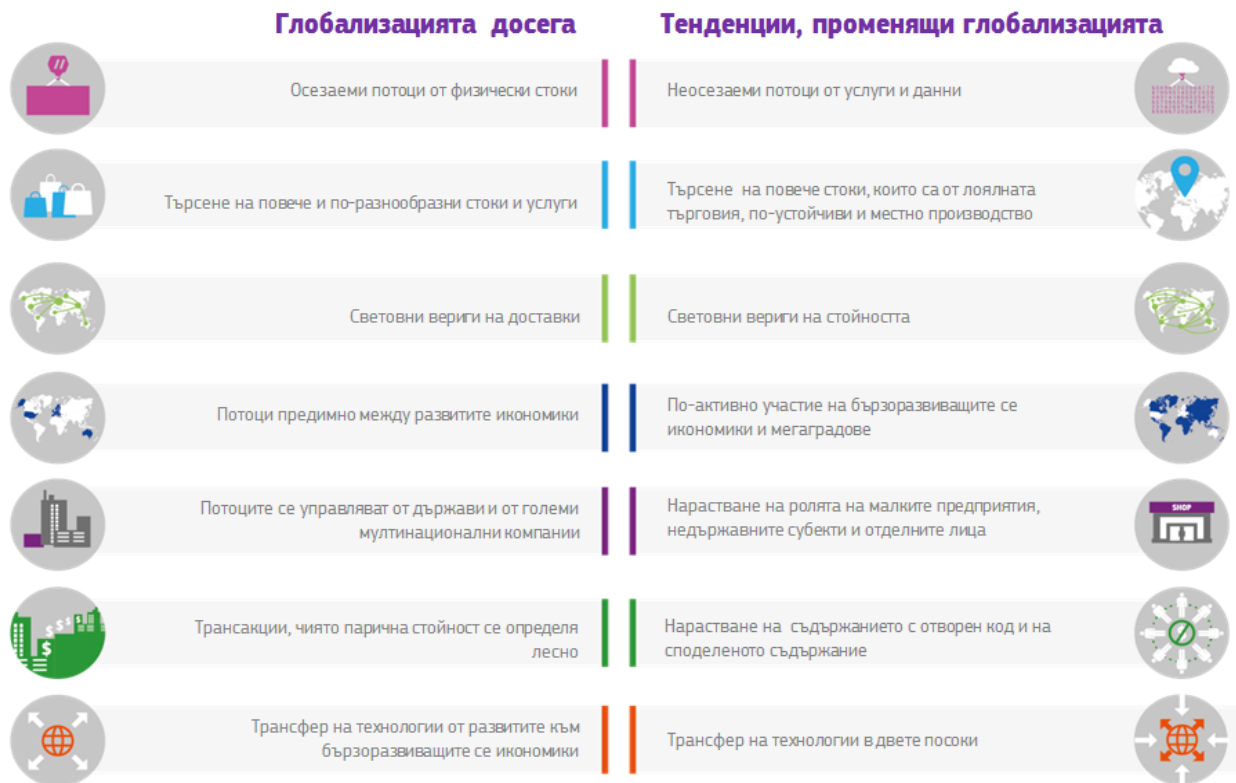 Глобализацията досега
Тенденции, променящи глобализацията
Осезаеми потоци от физически стоки
Неосезаеми потоци от услуги и данни
Търсене на повече и по-разнообразни стоки и услуги
Търсене на повече стоки, които са от лоялната
търговия, по-устойчиви и местно производство
Световни вериги на доставки
Световни вериги на стойността
Потоци предимно между развитите икономики
По-активно участие на бързоразвиващите се
икономики и мегаградове
Потоците се управляват от държави и от големи
мултинационални компании
Нарастване на ролята на малките предприятия,
недържавните субекти и отделните лица
SHOP
Трансакции, чиято парична стойност се определя
лесно
$ $ $ $ $
Нарастване на съдържанието с отворен код и на
споделеното съдържание
Трансфер на технологии от развитите към
бързоразвиващите се икономики
Трансфер на технологии в двете посоки